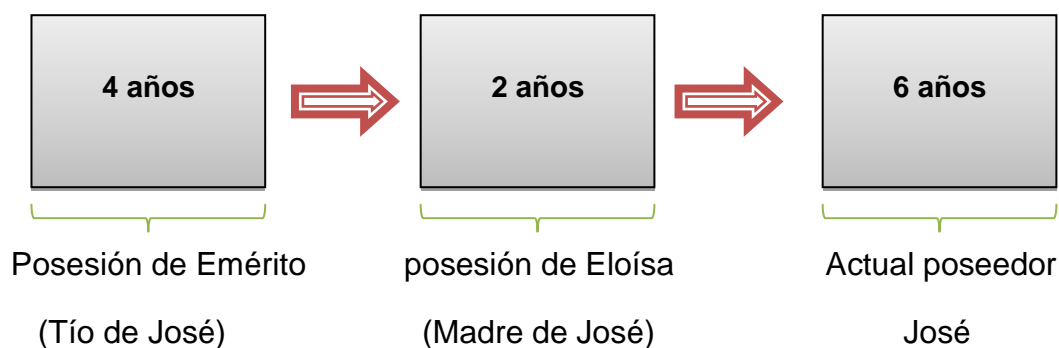 4 años
2 años
6 años
Posesión de Emérito
posesión de Eloísa
Actual poseedor
(Tío de José)
(Madre de José)
José